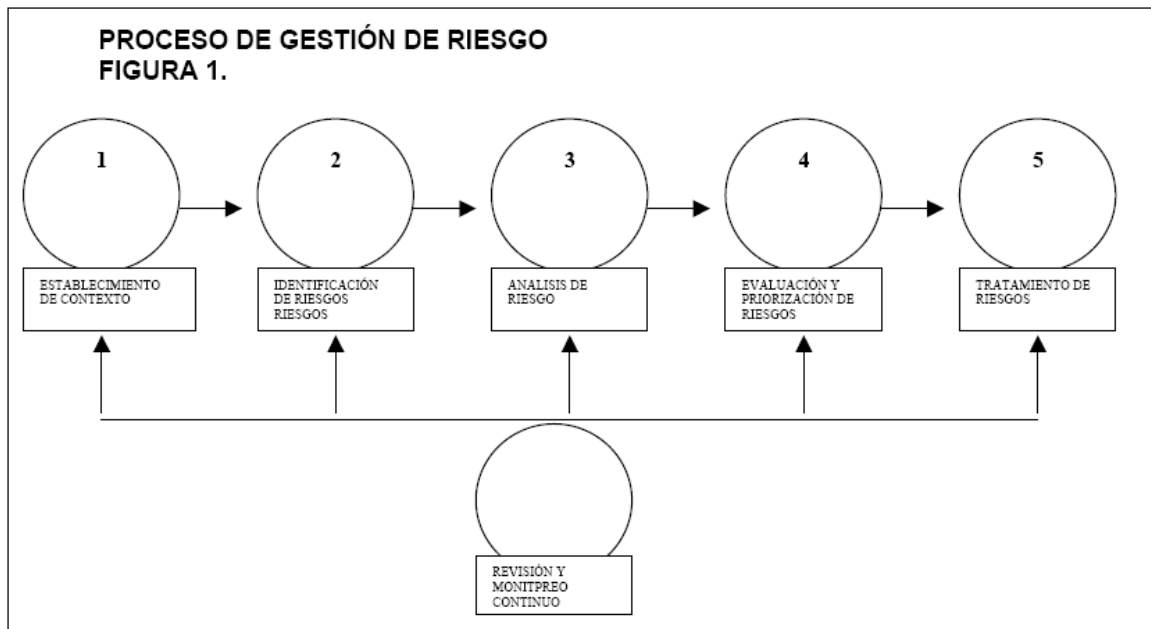 PROCESO DE GESTIÓN DE RIESGO
FIGURA 1.
1
2
3
4
5
ESTABLECIMIENTO
DE CONTEXTO
IDENTIFICACIÓN
DE RIESGOS
RIESGOS
ANALISIS DE
RIESGO
EVALUACIÓN Y
PRIORIZACIÓN DE
RIESGOS
TRATAMIENTO DE
RIESGOS
REVISIÓN Y
MONITPREO
CONTINUO